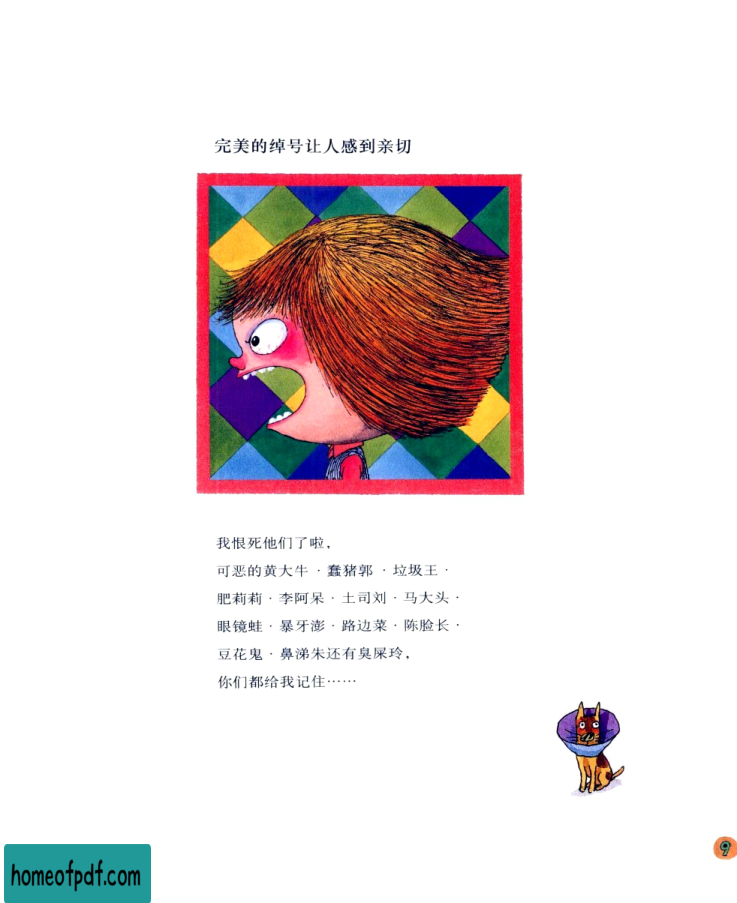 完美的绰号让人感到亲切
我恨死他们了啦，
可恶的黄大牛·蠢猪郭·垃圾王·
肥莉莉·李阿呆·土司刘·马大头·
眼镜蛙·暴牙澎·路边菜·陈脸长·
豆花鬼·鼻涕朱还有臭屎玲，
你们都给我记住……
9
homeofpdf.com